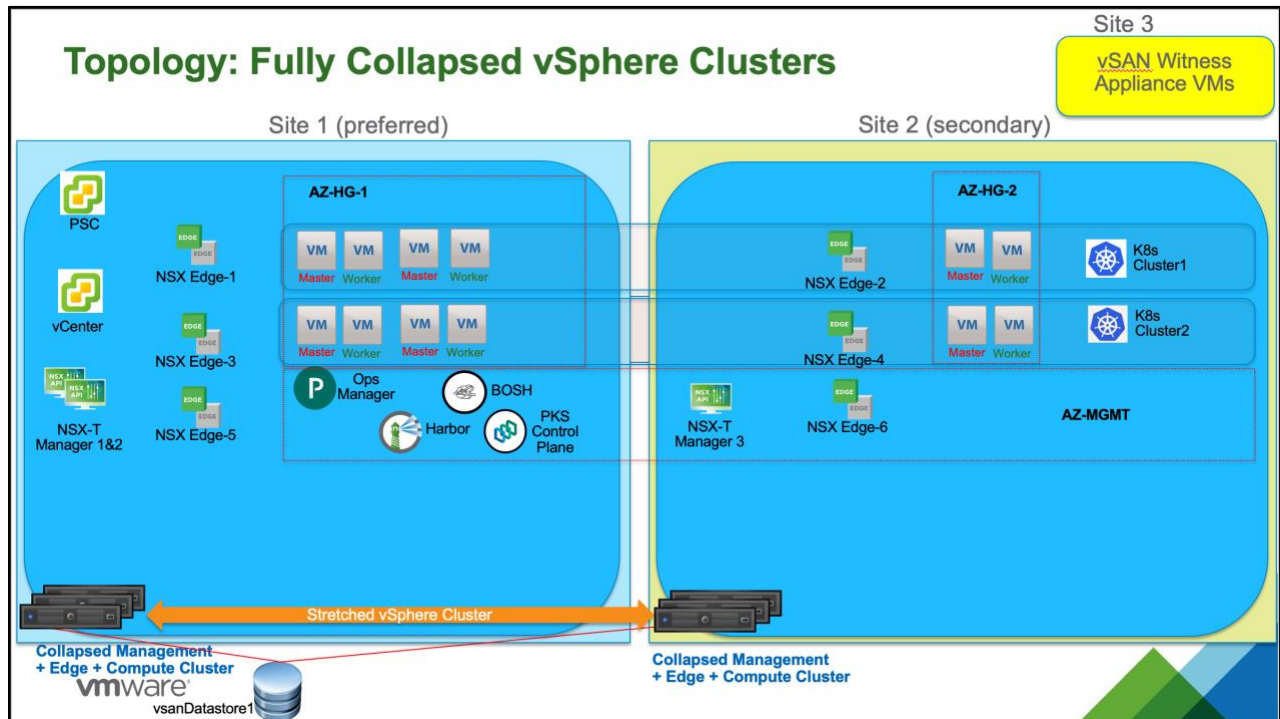 Site 3
Topology: Fully Collapsed vSphere Clusters
vSAN Witness
Appliance VMs
Site 1 (preferred)
Site 2 (secondary)
PSC
vCenter
NSX API
NSX API
NSX-T
Manager 1&2
EDGE
EDGE
NSX Edge-1
EDGE
EDGE
NSX Edge-3
EDGE
EDGE
NSX Edge-5
AZ-HG-1
VM VM VM VM
Master Worker Master Worker
VM VM VM VM
Master Worker Master Worker
P
Ops
Manager
BOSH
Harbor
PKS
Control
Plane
EDGE
EDGE
NSX Edge-2
EDGE
EDGE
NSX Edge-4
AZ-HG-2
VM VM
Master Worker
VM VM
Master Worker
K8s
Cluster1
K8s
Cluster2
NSX API
NSX-T
Manager 3
EDGE
EDGE
NSX Edge-6
AZ-MGMT
Stretched vSphere Cluster
Collapsed Management
+ Edge + Compute Cluster
vmware
vsanDatastore1
Collapsed Management
+ Edge + Compute Cluster